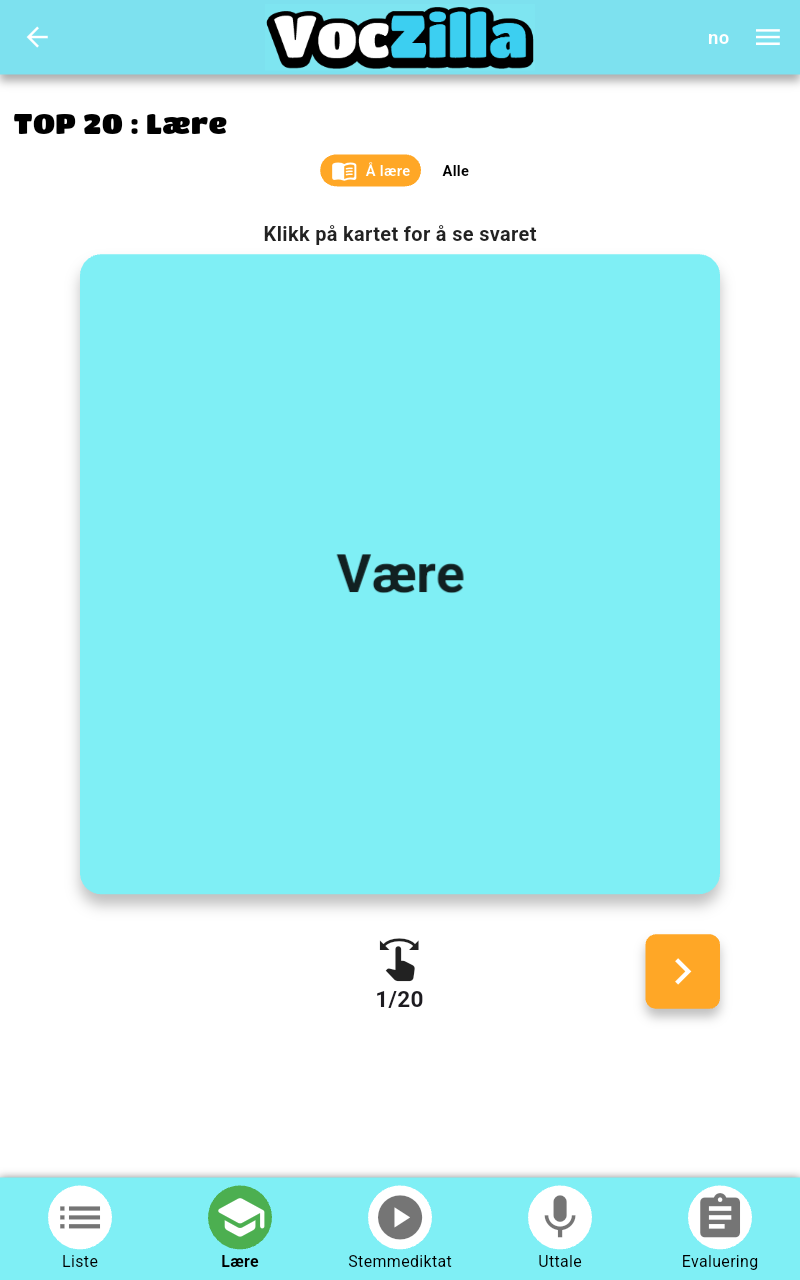 VocZilla
no
TOP 20 : Lære
Å lære
Alle
Klikk på kartet for å se svaret
Være
1/20
Liste
Lære
Stemmediktat
Uttale
Evaluering